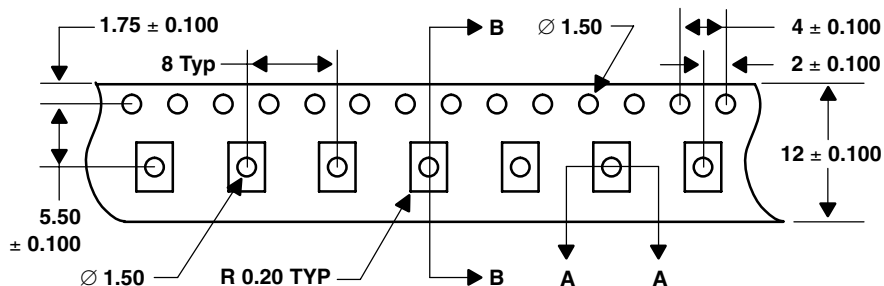 1.75 ± 0.100
B
∅ 1.50
4 ± 0.100
8 Typ
2 ± 0.100
12 ± 0.100
5.50
± 0.100
∅ 1.50
R 0.20 TYP
B
A
A